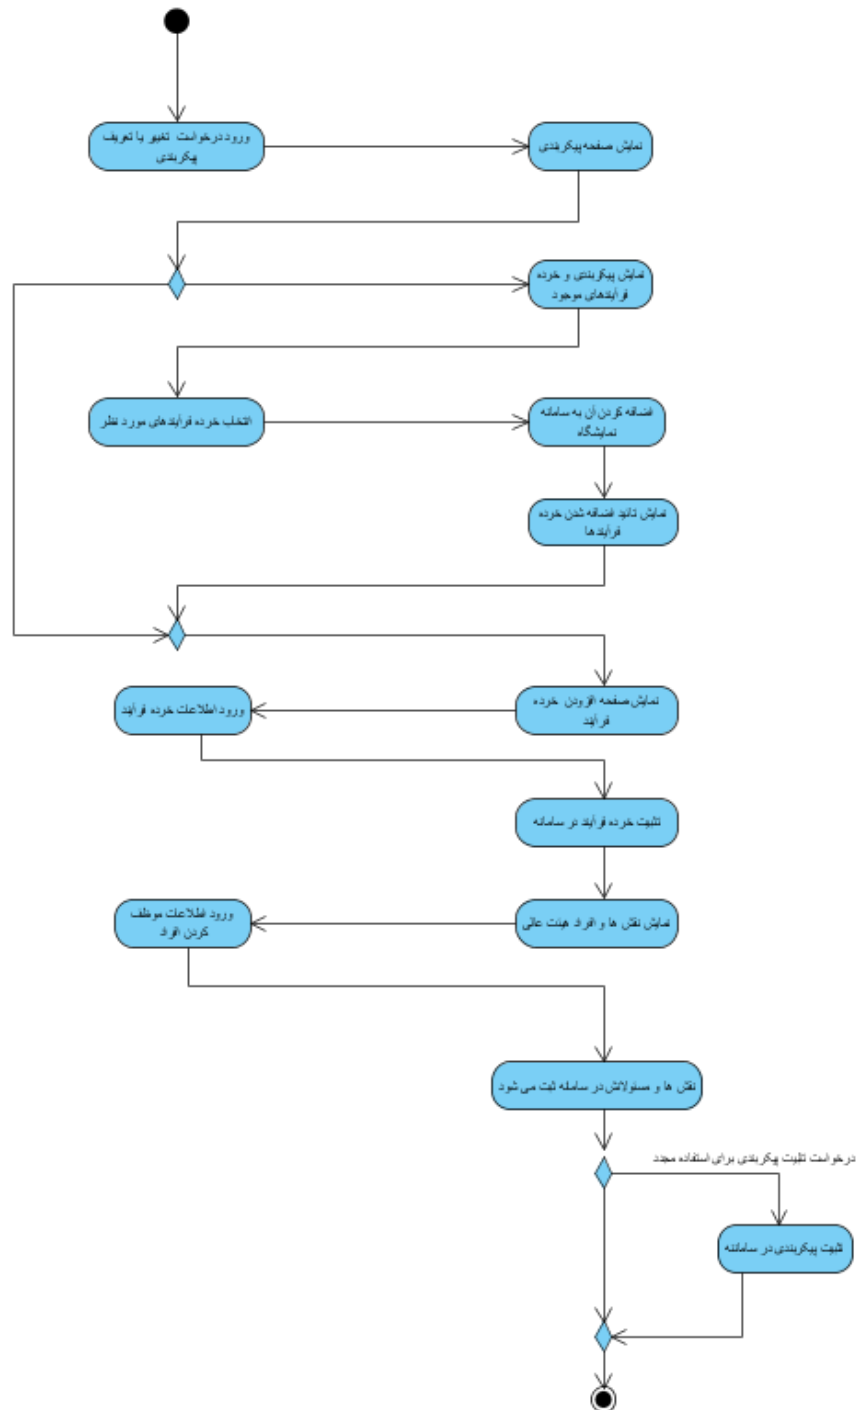 ورود درخواست تغییر یا تعریف
پیکربندی
نمایش صفحه پیکربندی
نمایش پیکربندی و خرده
فرآیندهای موجود
انتخاب خرده فرآیندهای مورد نظر
اضافه کردن آن به سامانه
نمایشگاه
نمایش تائید اضافه شدن خرده
فرآیندها
نمایش صفحه افزودن خرده
فرآیند
ورود اطلاعات خرده فرآیند
تثبیت خرده فرآیند در سامانه
نمایش نقش ها و افراد هیئت عالی
ورود اطلاعات موظف
کردن افراد
نقش ها و مسئولانش در سامانه ثبت می شود
درخواست تثبیت پیکربندی برای استفاده مجدد
تثبیت پیکربندی در سامانه